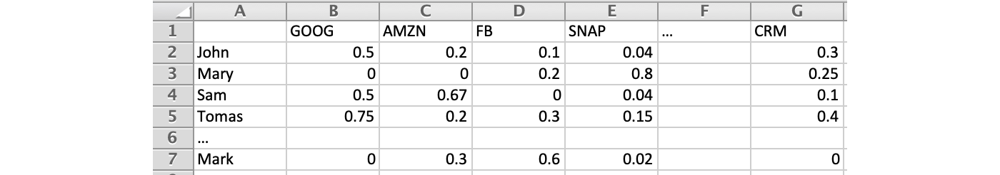 A B C D E F G
1 GOOG AMZN FB SNAP ... CRM
2 John 0.5 0.2 0.1 0.04 0.3
3 Mary 0 0 0.2 0.8 0.25
4 Sam 0.5 0.67 0 0.04 0.1
5 Tomas 0.75 0.2 0.3 0.15 0.4
6 ...
7 Mark 0 0.3 0.6 0.02 0